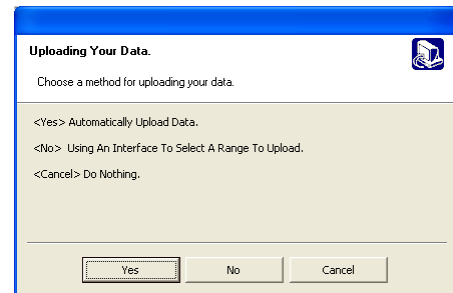 Uploading Your Data.
Choose a method for uploading your data.
<Yes> Automatically Upload Data.
<No> Using An Interface To Select A Range To Upload.
<Cancel> Do Nothing.
Yes No Cancel